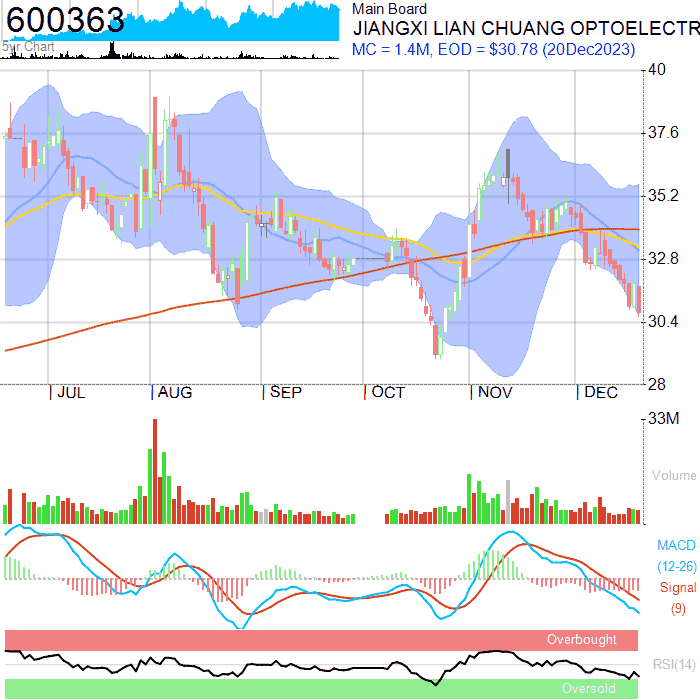 600363
5yr Chart
Main Board
JIANGXI LIAN CHUANG OPTOELECTR
MC = 1.4M, EOD = $30.78 (20Dec2023)
40
37.6
35.2
32.8
30.4
28
JUL AUG SEP OCT NOV DEC
33M
Volume
MACD
(12-26)
Signal
(9)
Overbought
RSI(14)
Oversold